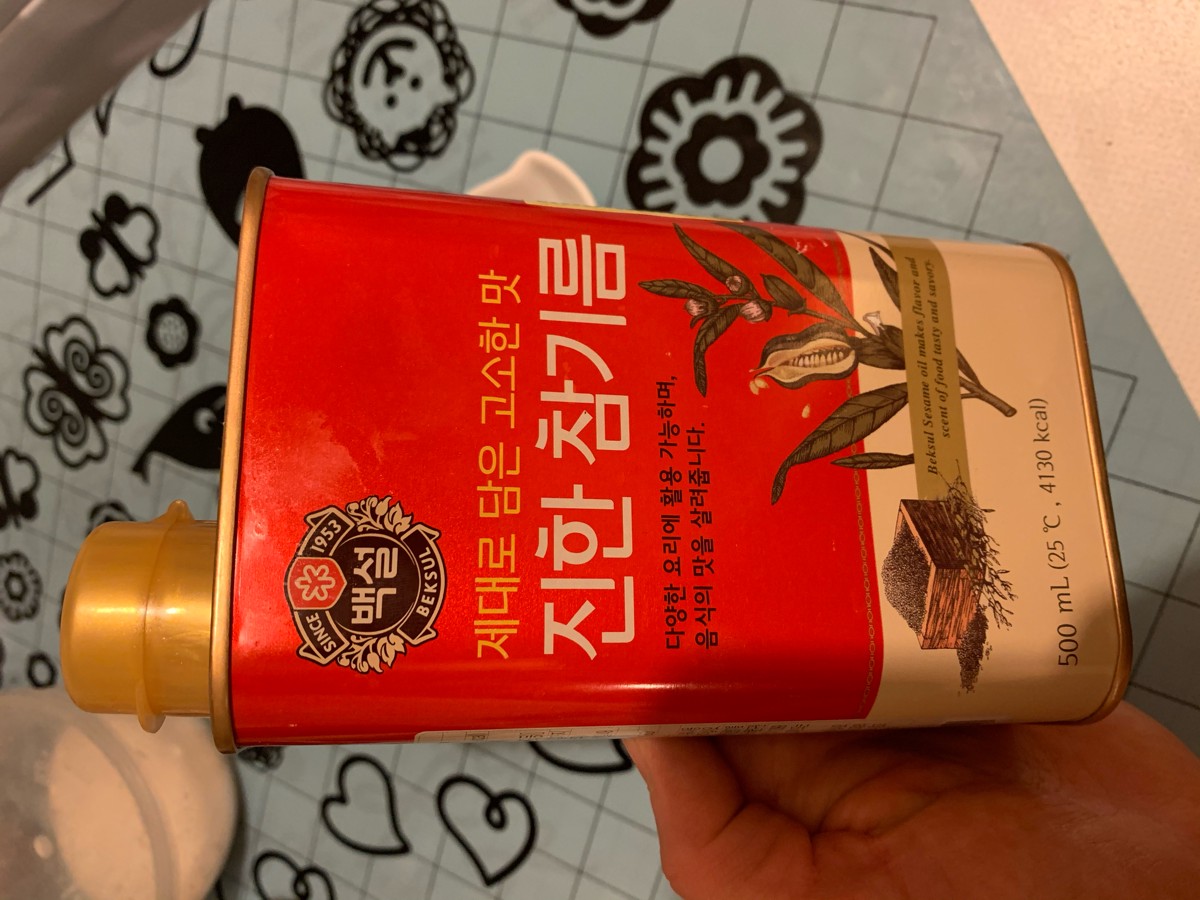 SINCE 1953
백설
BEKSUL
제대로 담은 고소한 맛
진한 참기름
다양한 요리에 활용 가능하며,
음식의 맛을 살려줍니다.
Beksul Sesame oil makes flavor and
scent of food tasty and savory.
500 mL (25 ℃, 4130 kcal)